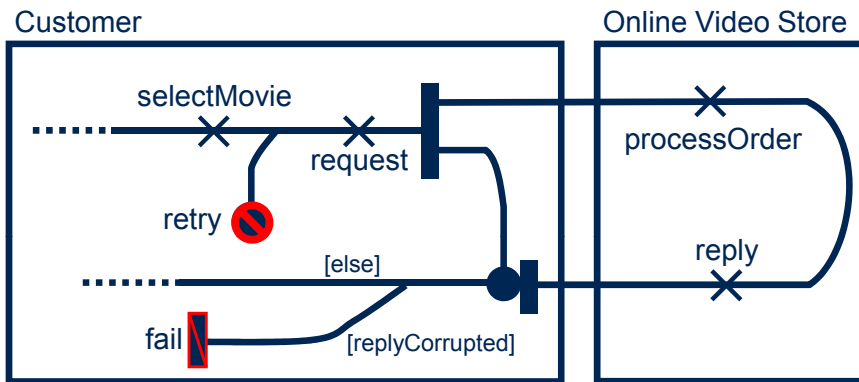 Customer
Online Video Store
selectMovie
request
processOrder
retry
[else]
reply
fail
[replyCorrupted]